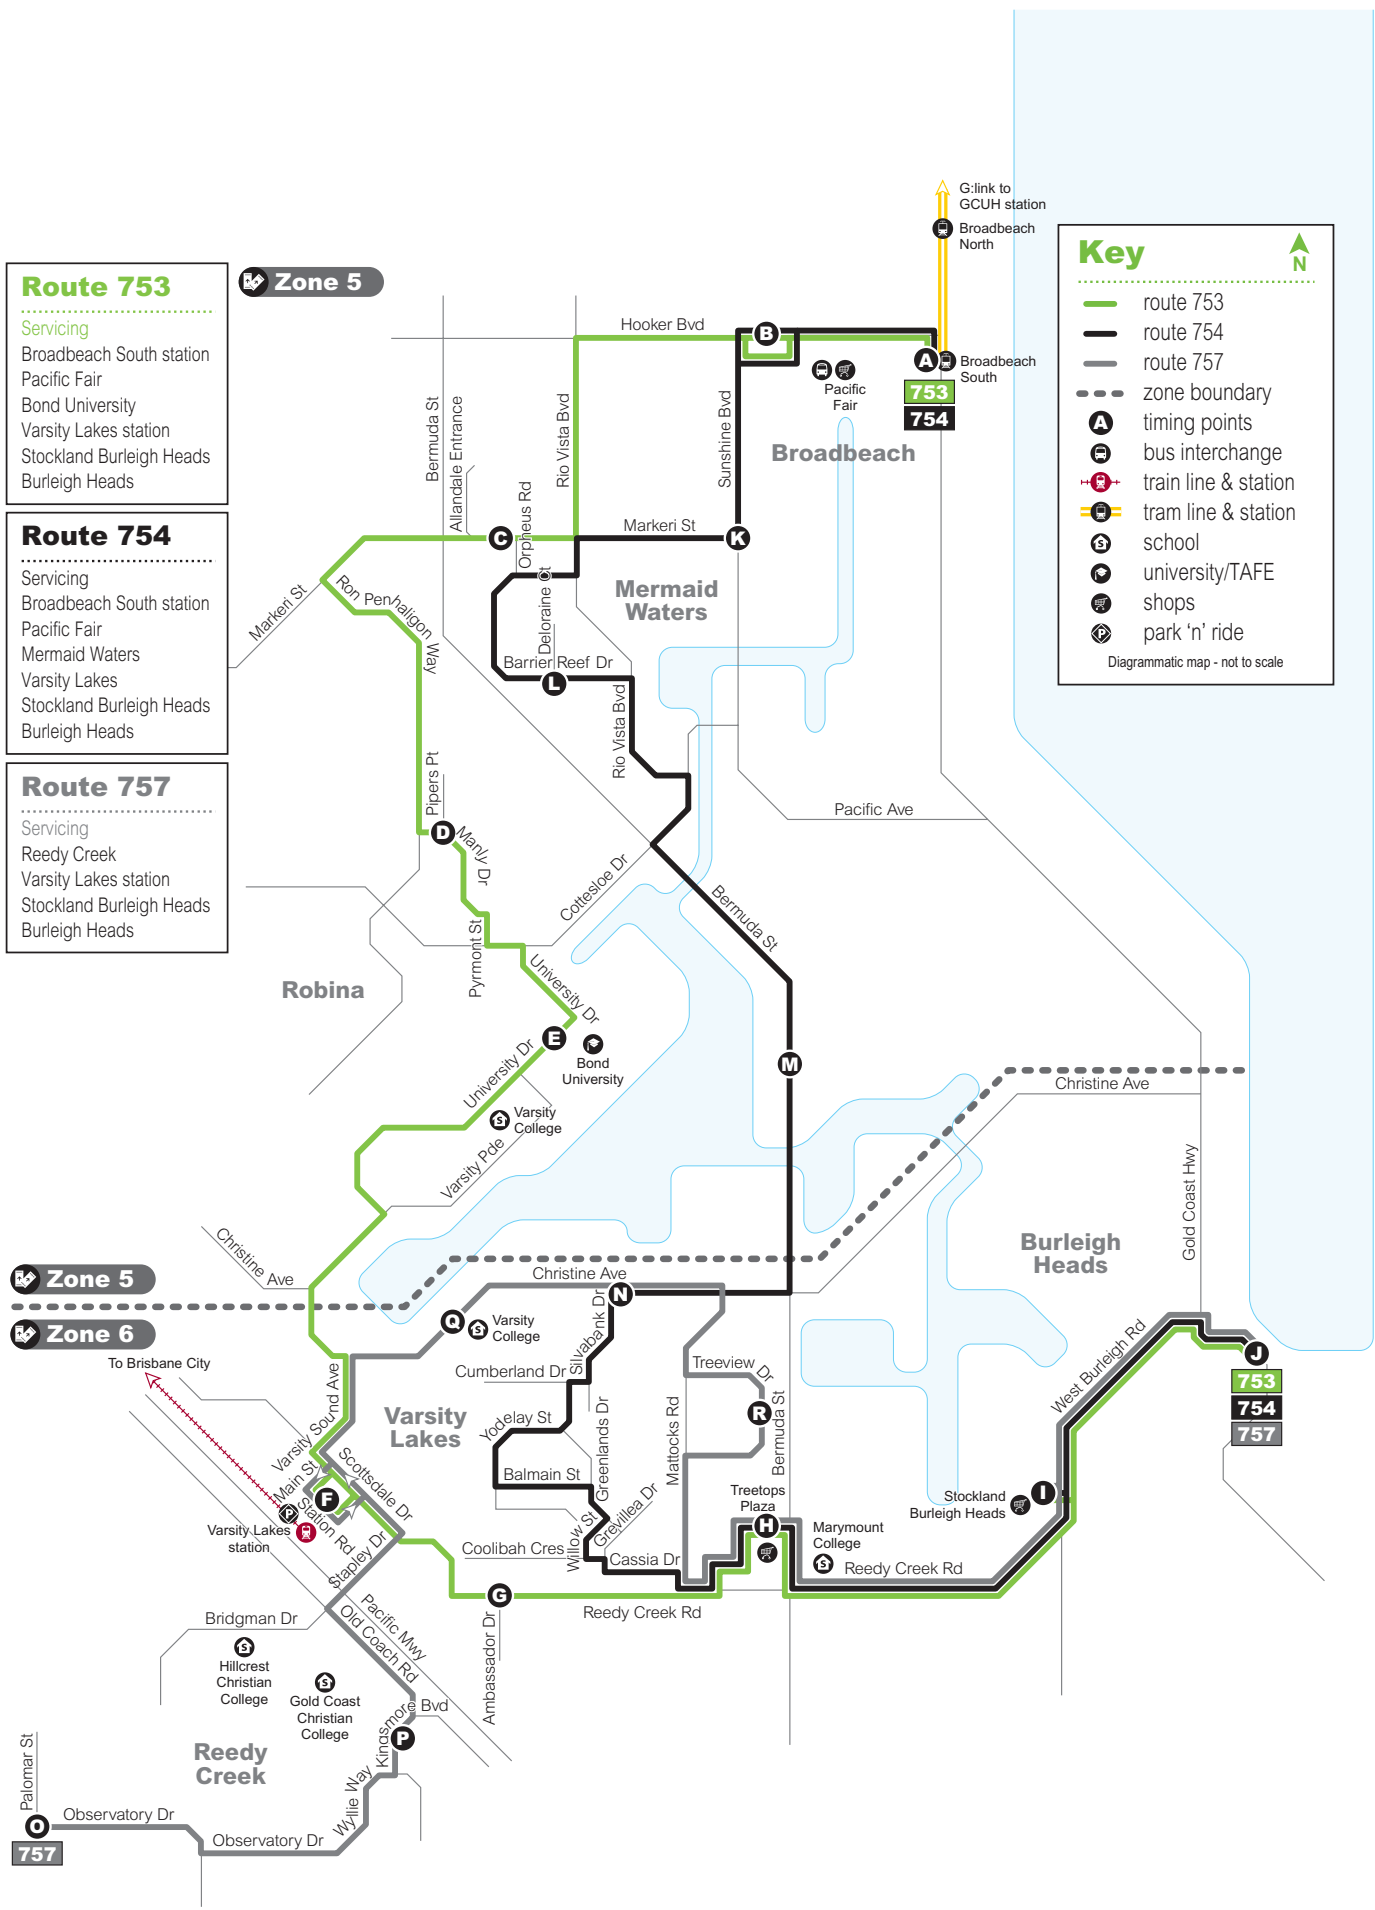 G:link to
GCUH station
Broadbeach
North
Key
N
route 753
route 754
route 757
zone boundary
A
timing points
bus interchange
train line & station
tram line & station
S
school
university/TAFE
shops
P
park ‘n’ ride
Diagrammatic map - not to scale
Route 753
Servicing
Broadbeach South station
Pacific Fair
Bond University
Varsity Lakes station
Stockland Burleigh Heads
Burleigh Heads
Route 754
Servicing
Broadbeach South station
Pacific Fair
Mermaid Waters
Varsity Lakes
Stockland Burleigh Heads
Burleigh Heads
Route 757
Servicing
Reedy Creek
Varsity Lakes station
Stockland Burleigh Heads
Burleigh Heads
Zone 5
Hooker Bvd
B
A
Broadbeach
South
753
754
Pacific
Fair
Broadbeach
Bermuda St
Allandale Entrance
Rio Vista Bvd
Sunshine Bvd
Orpheus Rd
Markeri St
C
K
Markeri St
Ron Penhaligon Way
Deloraine Ct
Mermaid
Waters
Barrier Reef Dr
L
Rio Vista Bvd
Pipers Pt
D
Manly Dr
Pacific Ave
Cottesloe Dr
Bermuda St
Pyrmont St
University Dr
Robina
E
University Dr
Bond
University
M
S
Varsity
College
Varsity Pde
Christine Ave
Gold Coast Hwy
Christine Ave
Burleigh
Heads
Zone 5
Zone 6
Christine Ave
N
Q
S
Varsity
College
Silvabank Dr
To Brisbane City
Cumberland Dr
Treeview Dr
West Burleigh Rd
J
753
754
757
Varsity Sound Ave
Varsity
Lakes
Yodelay St
Greenlands Dr
Mattocks Rd
R
Bermuda St
Scottsdale Dr
Main St
F
Balmain St
Grevillea Dr
Treetops
Plaza
Stockland
Burleigh Heads
I
P
Station Rd
Varsity Lakes
station
Stapley Dr
Willow St
H
Marymount
College
S
Coolibah Cres
Cassia Dr
Reedy Creek Rd
G
Reedy Creek Rd
Pacific Mwy
Old Coach Rd
Bridgman Dr
S
Hillcrest
Christian
College
S
Gold Coast
Christian
College
Ambassador Dr
Kingsmore Bvd
P
Reedy
Creek
Palomar St
Wyllie Way
O
Observatory Dr
Observatory Dr
757